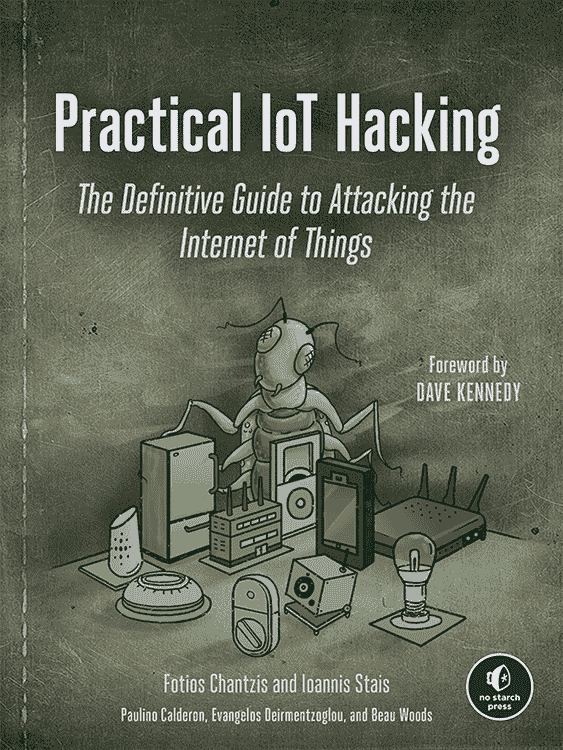 Practical IoT Hacking
The Definitive Guide to Attacking the
Internet of Things
Foreword by
DAVE KENNEDY
Fotios Chantzis and Ioannis Stais
Paulino Calderon, Evangelos Deirmentzoglou, and Beau Woods
no starch
press